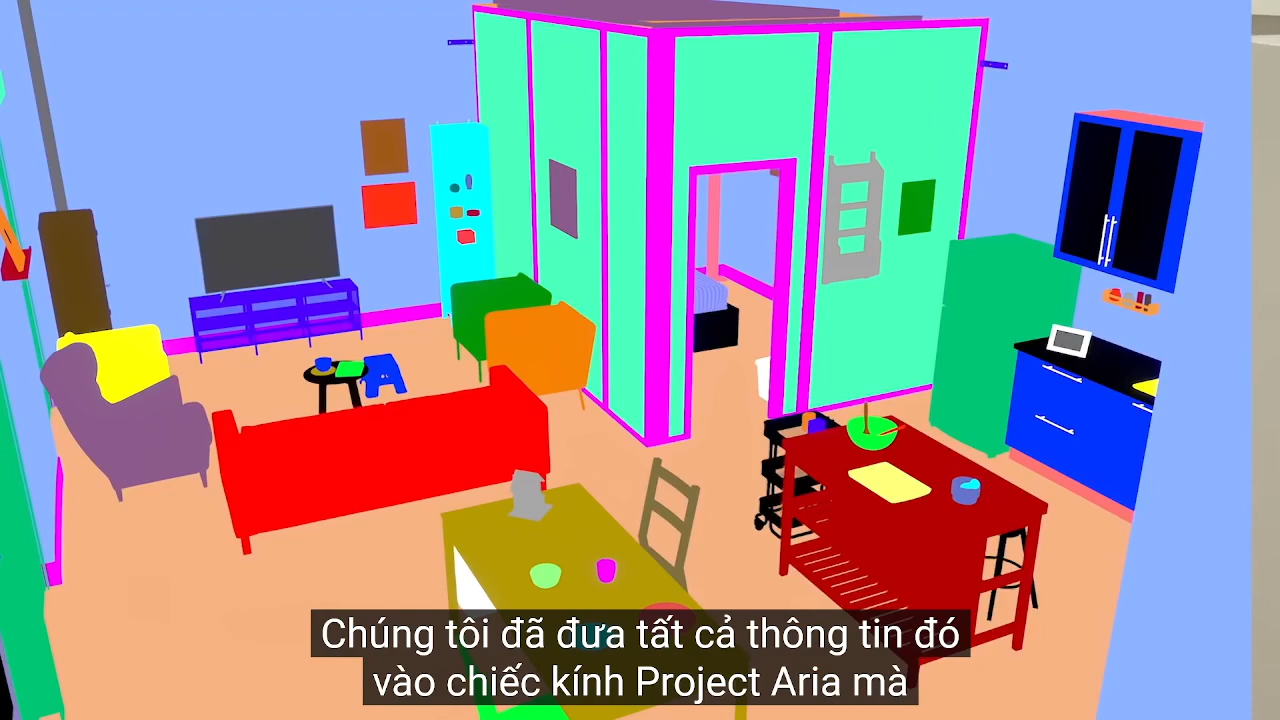 Chúng tôi đã đưa tất cả thông tin đó
vào chiếc kính Project Aria mà